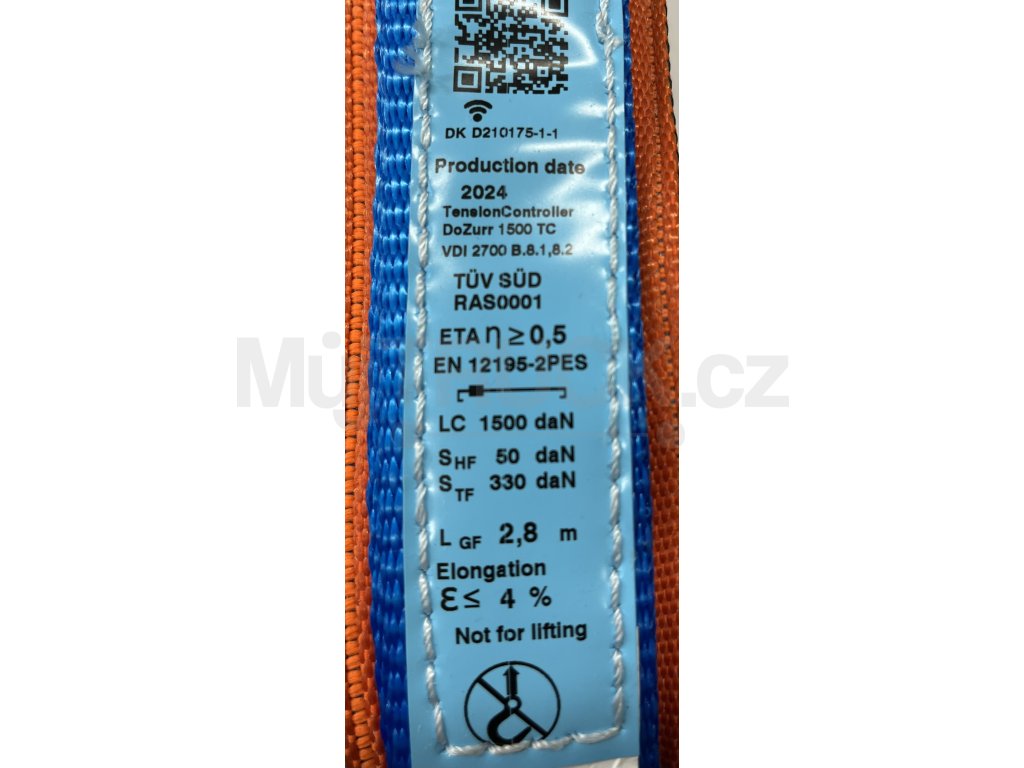 DK D210175-1-1
Production date
2024
TensionController
DoZurr 1500 TC
VDI 2700 B.8.1,8.2
TÜV SÜD
RAS0001
ETA η ≥ 0,5
EN 12195-2PES
LC 1500 daN
SHF 50 daN
STF 330 daN
LGF 2,8 m
Elongation
ε ≤ 4 %
Not for lifting
.cz